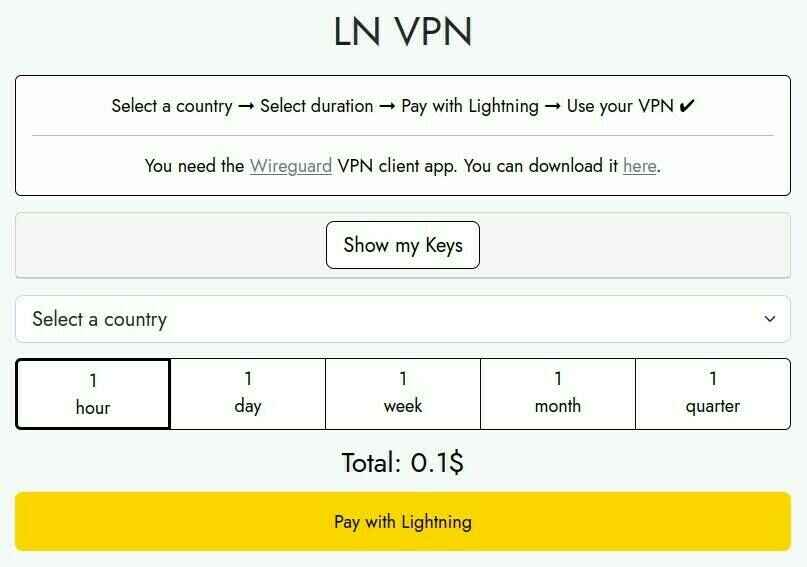 LN VPN
Select a country → Select duration → Pay with Lightning → Use your VPN ✔
You need the Wireguard VPN client app. You can download it here.
Show my Keys
Select a country
1 hour
1 day
1 week
1 month
1 quarter
Total: 0.1$
Pay with Lightning